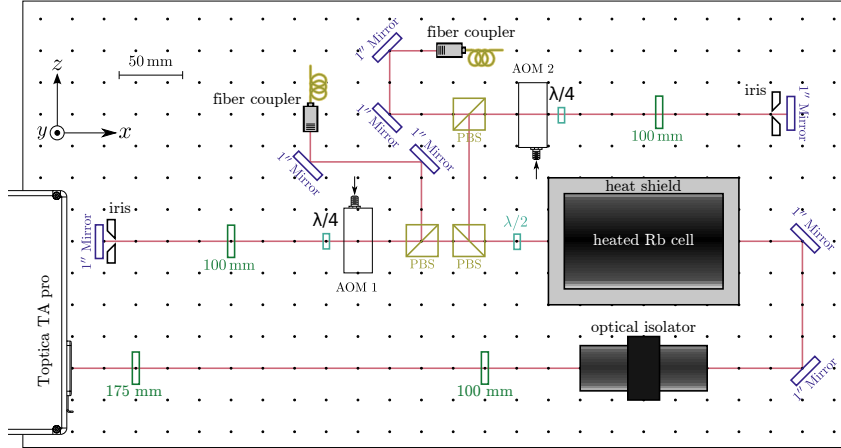 fiber coupler
1″ Mirror
AOM 2
50 mm
z
fiber coupler
λ/4
iris
1″ Mirror
1″ Mirror
1″ Mirror
y
x
PBS
100 mm
1″ Mirror
heat shield
iris
λ/4
λ/2
1″ Mirror
1″ Mirror
heated Rb cell
100 mm
PBS
PBS
AOM 1
Toptica TA pro
optical isolator
175 mm
100 mm
1″ Mirror